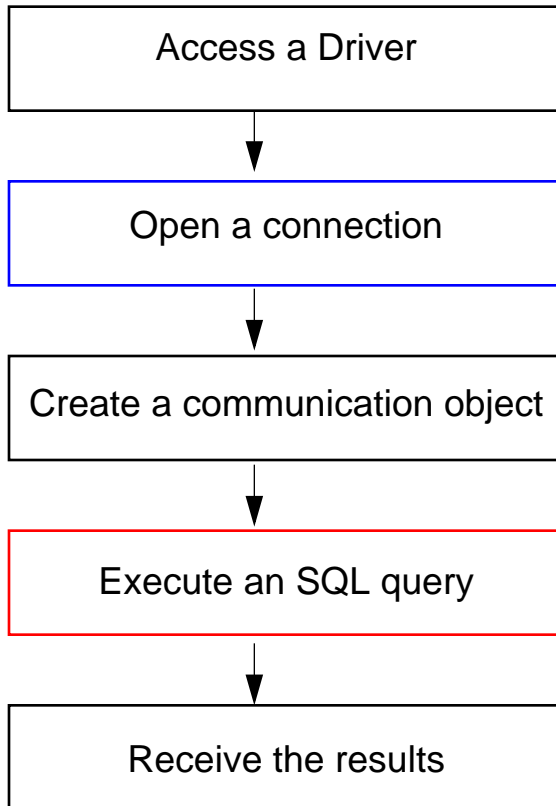 Access a Driver
Open a connection
Create a communication object
Execute an SQL query
Receive the results